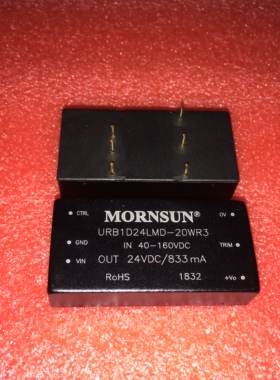 CTRL MORNSUN® 0V
URB1D24LMD-20WR3
GND IN 40-160VDC TRIM
VIN OUT 24VDC/833mA
RoHS 1832 +Vo